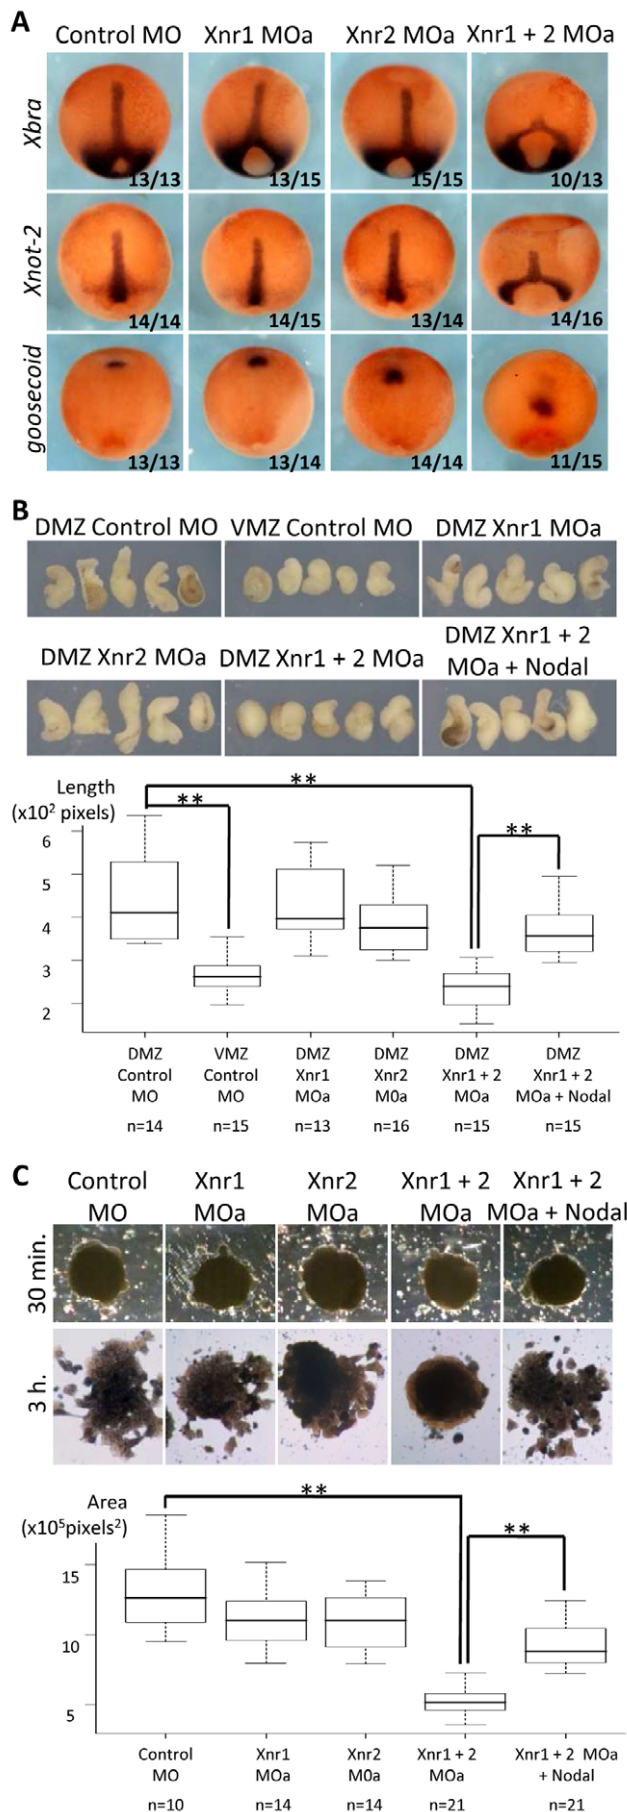 A
Control MO Xnr1 MOa Xnr2 MOa Xnr1 + 2 MOa
Xbra
13/13 13/15 15/15 10/13
Xnot-2
14/14 14/15 13/14 14/16
goosecoid
13/13 13/14 14/14 11/15
B
DMZ Control MO VMZ Control MO DMZ Xnr1 MOa
DMZ Xnr2 MOa DMZ Xnr1 + 2 MOa DMZ Xnr1 + 2
MOa + Nodal
Length
(x10² pixels)
** ** **
6
5
4
3
2
DMZ VMZ DMZ DMZ DMZ DMZ
Control Control Xnr1 Xnr2 Xnr1 + 2 Xnr1 + 2
MO MO MOa M0a MOa MOa + Nodal
n=14 n=15 n=13 n=16 n=15 n=15
C
Control Xnr1 Xnr2 Xnr1 + 2 Xnr1 + 2
MO MOa MOa MOa MOa + Nodal
30 min.
3 h.
Area
(x10⁵pixels²)
** **
15
10
5
Control Xnr1 Xnr2 Xnr1 + 2 Xnr1 + 2 MOa
MO MOa M0a MOa + Nodal
n=10 n=14 n=14 n=21 n=21